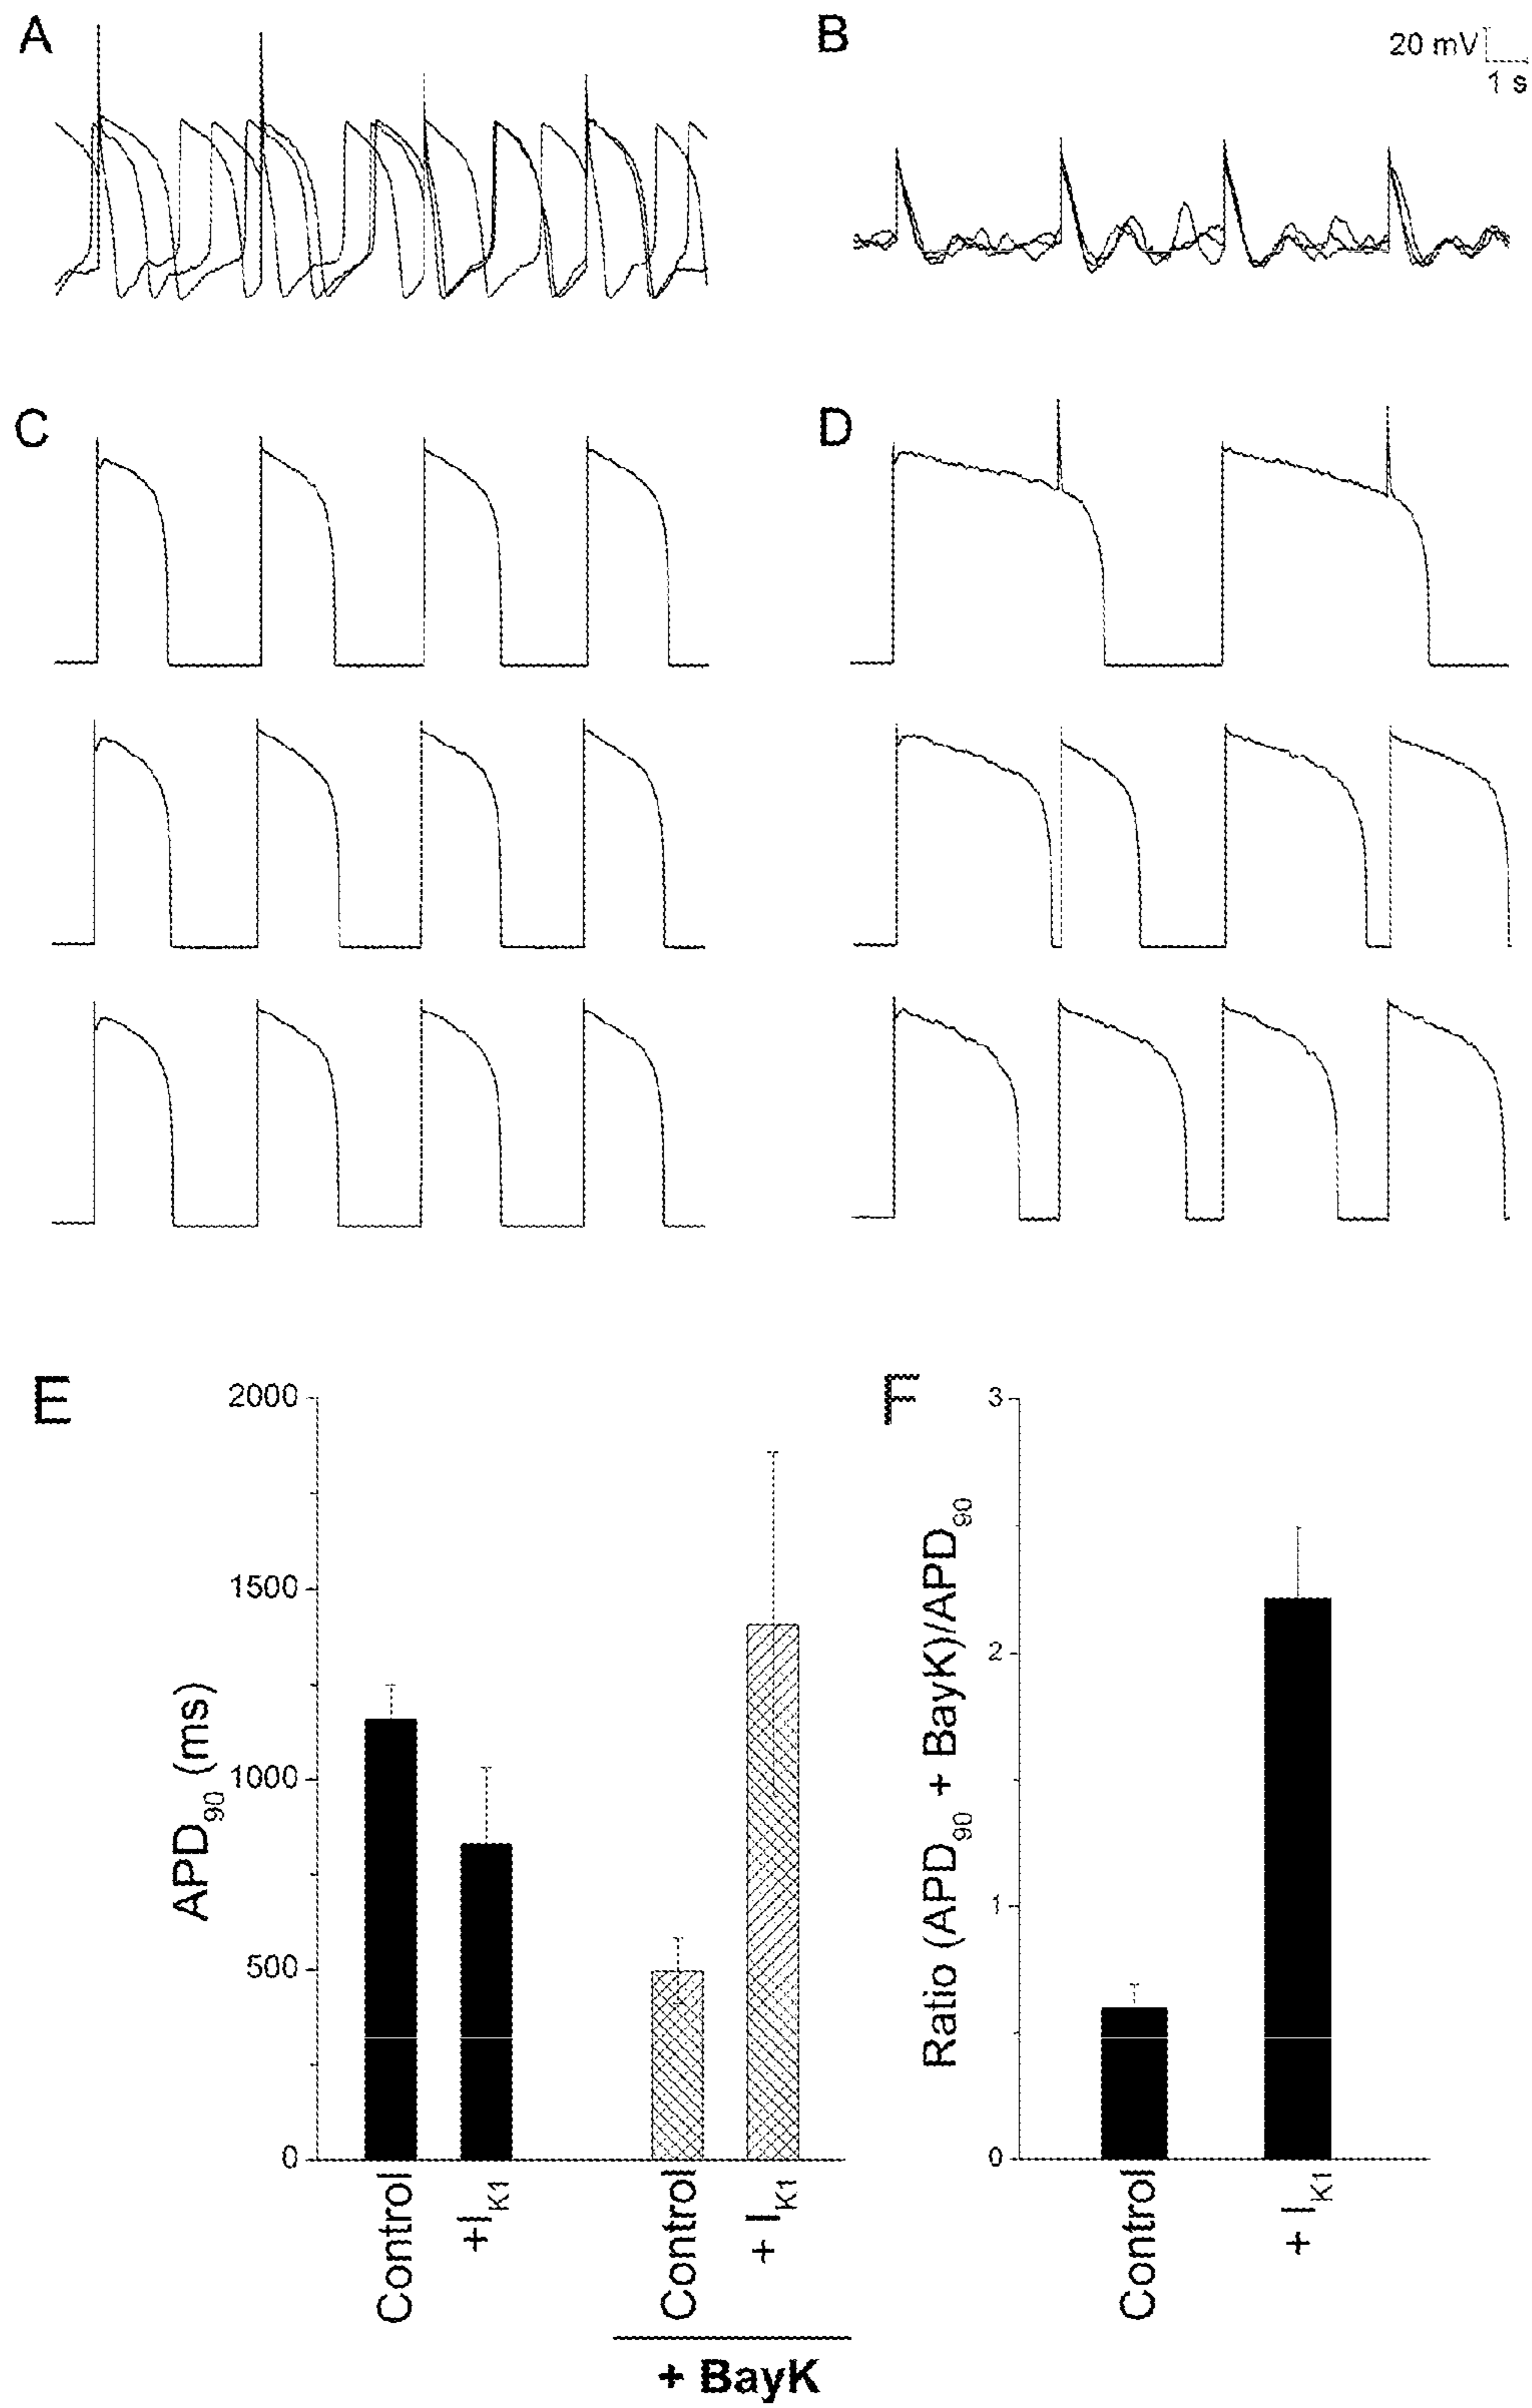 A
B
20 mV
1 s
C
D
E
2000
1500
1000
500
0
APD90 (ms)
Control
+IK1
Control
+ IK1
+ BayK
F
3
2
1
0
Ratio (APD90 + BayK)/APD90
Control
+ IK1